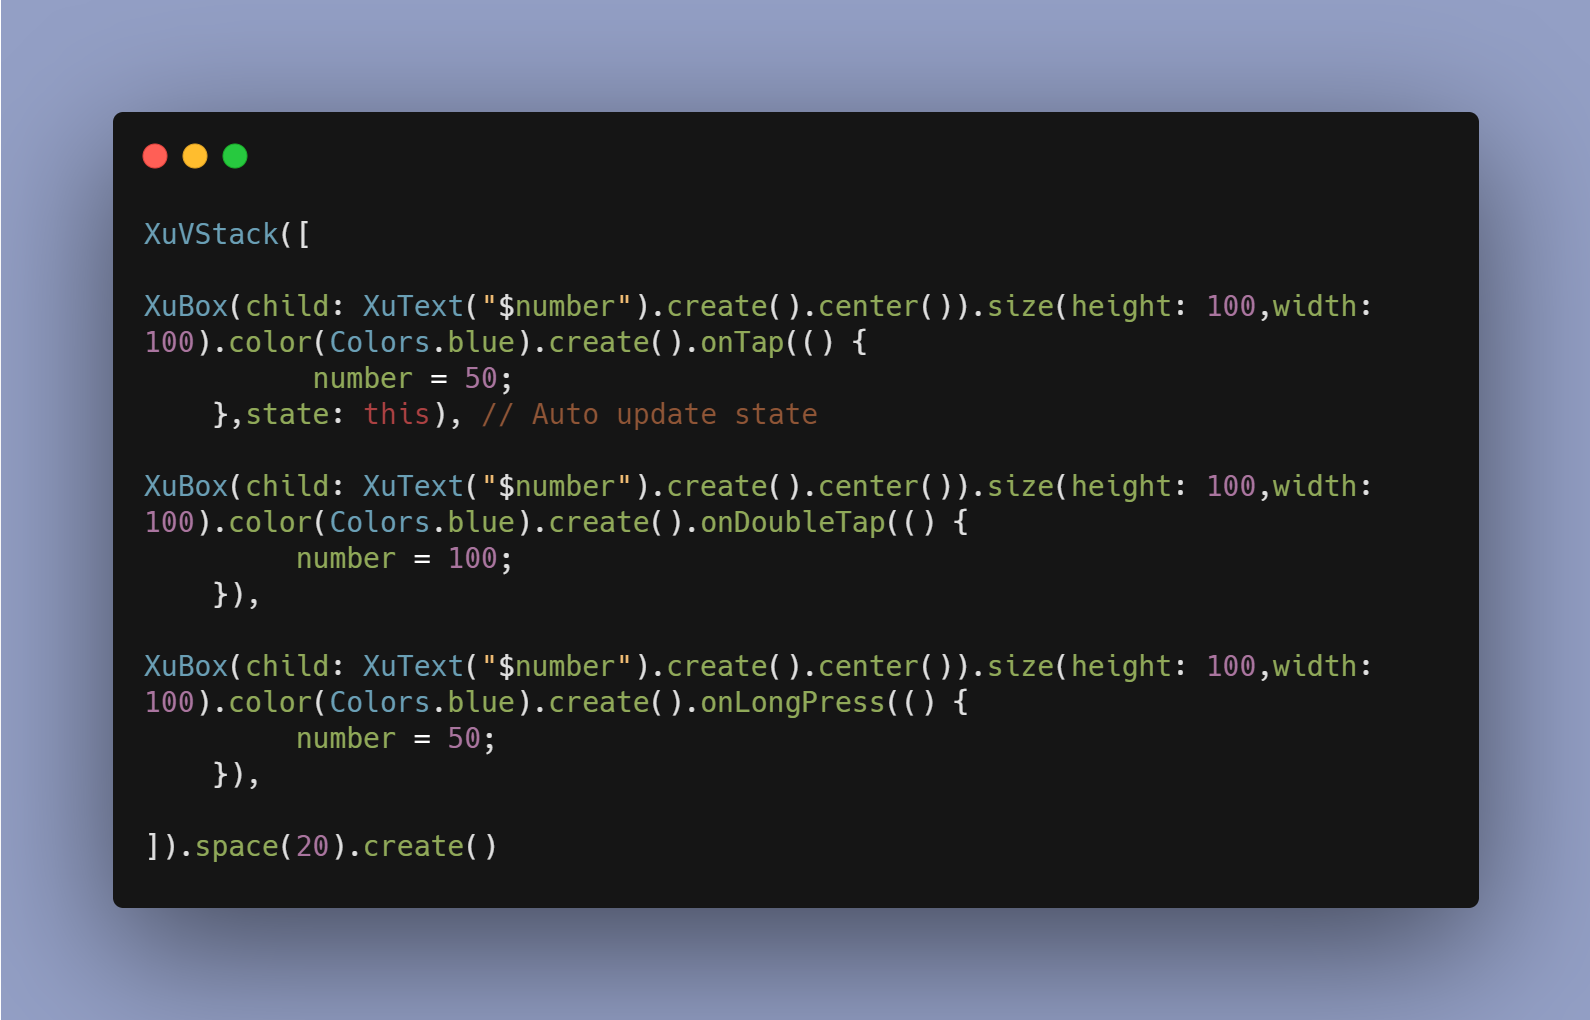 XuVStack([

XuBox(child: XuText("$number").create().center()).size(height: 100,width:
100).color(Colors.blue).create().onTap(() {
          number = 50;
    },state: this), // Auto update state

XuBox(child: XuText("$number").create().center()).size(height: 100,width:
100).color(Colors.blue).create().onDoubleTap(() {
         number = 100;
    }),

XuBox(child: XuText("$number").create().center()).size(height: 100,width:
100).color(Colors.blue).create().onLongPress(() {
         number = 50;
    }),

]).space(20).create()